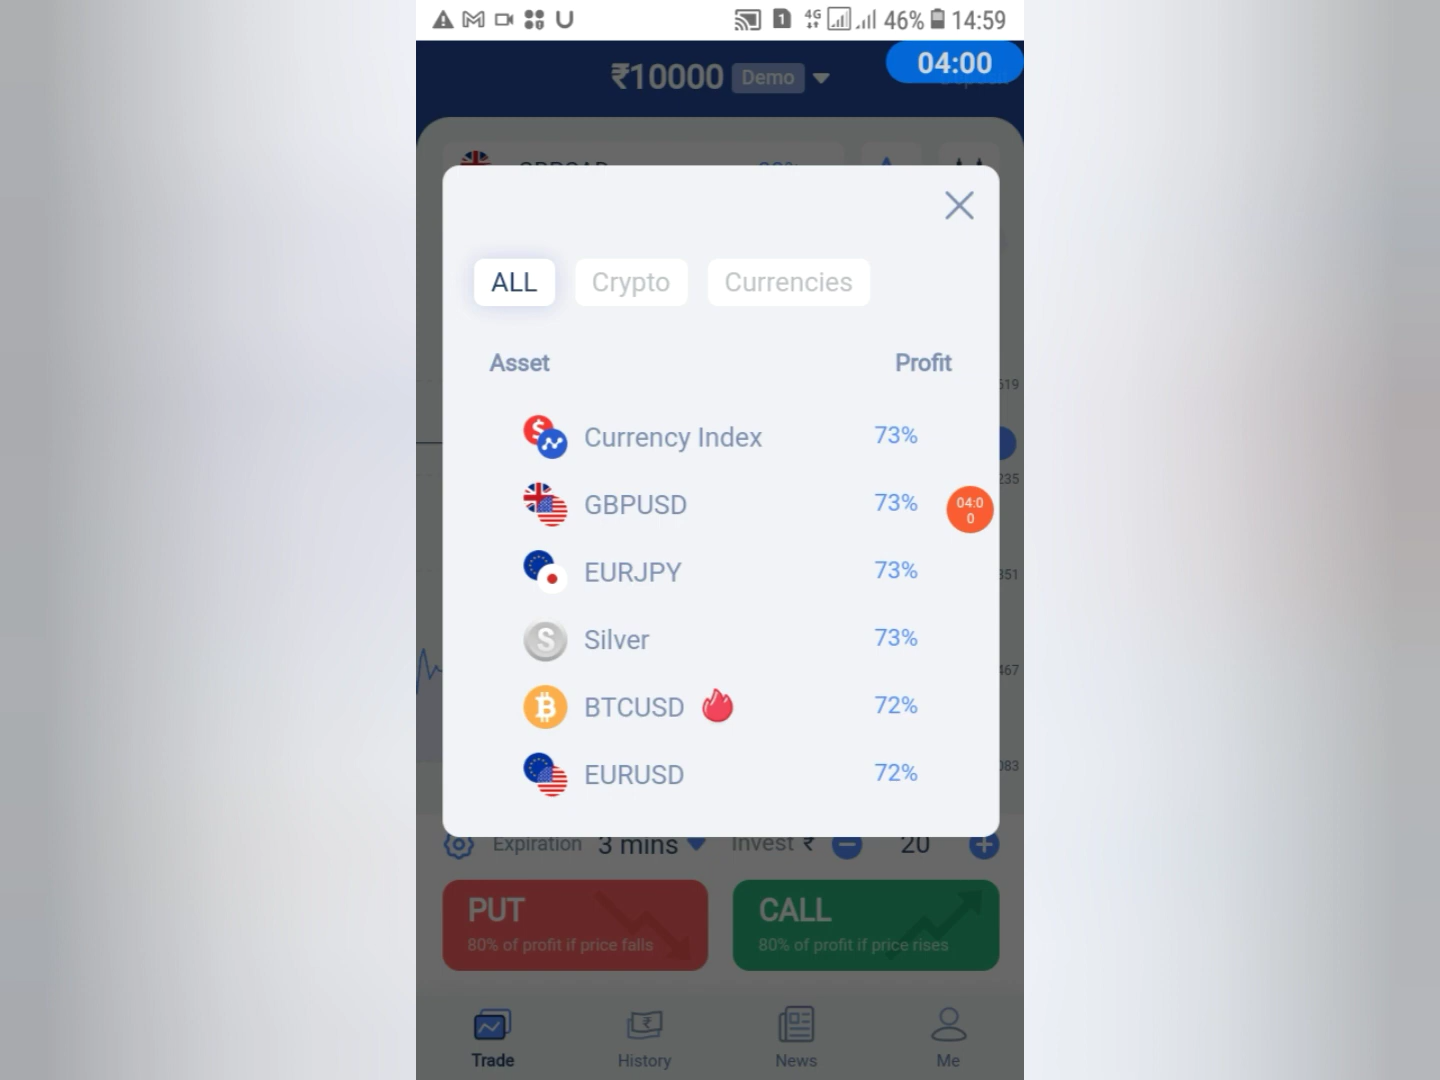 46% 14:59
₹10000 Demo
04:00
ALL Crypto Currencies
Asset Profit
Currency Index 73%
GBPUSD 73%
04:0
0
EURJPY 73%
Silver 73%
BTCUSD 72%
EURUSD 72%
Expiration 3 mins Invest ₹ 20
PUT CALL
80% of profit if price falls 80% of profit if price rises
Trade History News Me